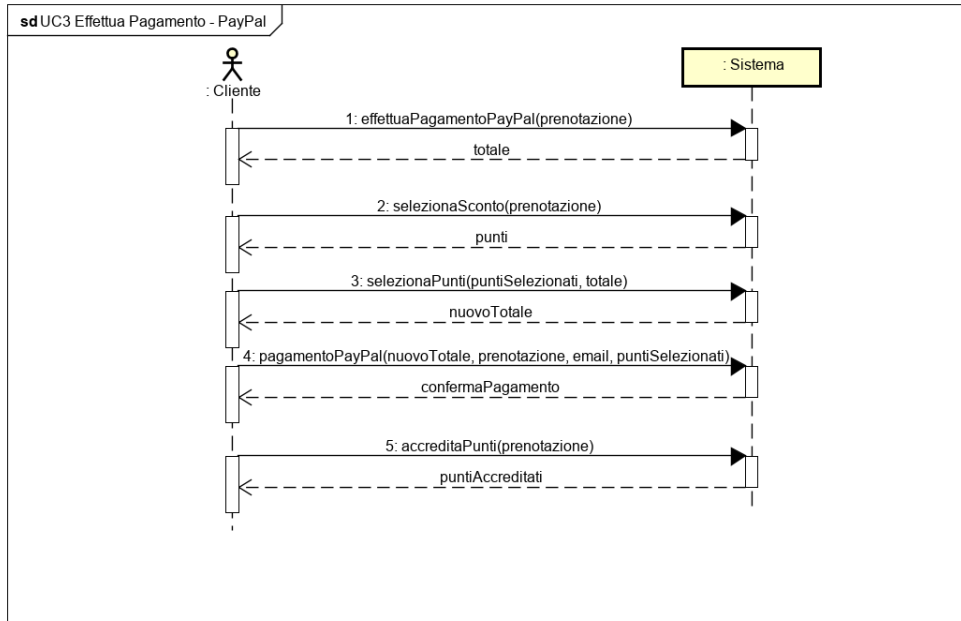 sd UC3 Effettua Pagamento - PayPal
: Cliente
: Sistema
1: effettuaPagamentoPayPal(prenotazione)
totale
2: selezionaSconto(prenotazione)
punti
3: selezionaPunti(puntiSelezionati, totale)
nuovoTotale
4: pagamentoPayPal(nuovoTotale, prenotazione, email, puntiSelezionati)
confermaPagamento
5: accreditaPunti(prenotazione)
puntiAccreditati